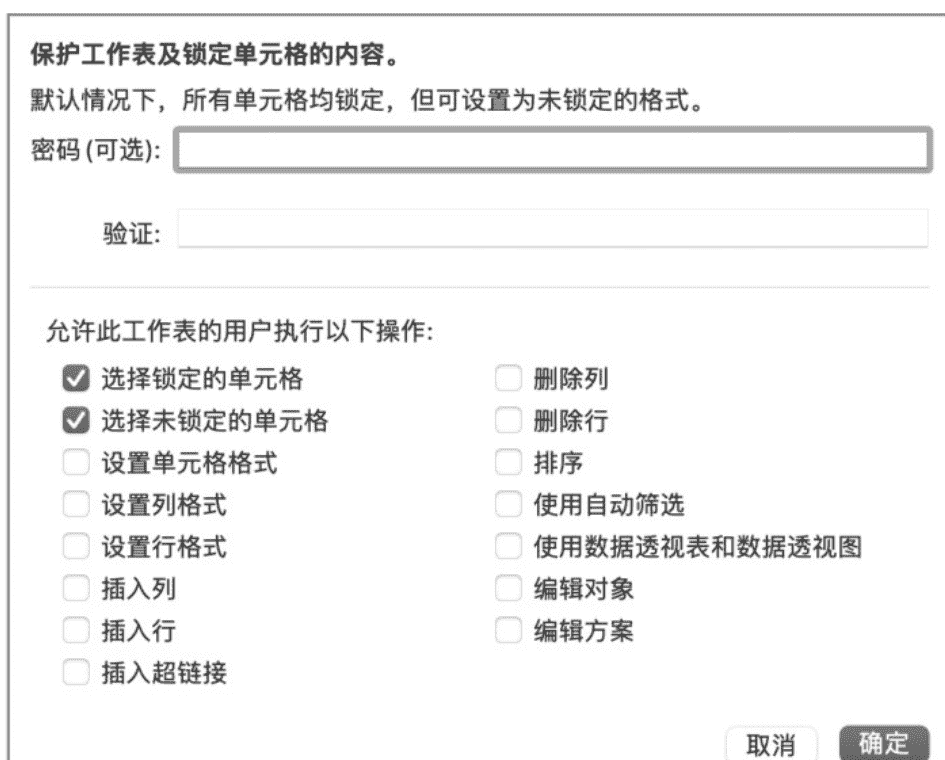 保护工作表及锁定单元格的内容。
默认情况下，所有单元格均锁定，但可设置为未锁定的格式。
密码(可选):
验证:
允许此工作表的用户执行以下操作:
选择锁定的单元格
选择未锁定的单元格
设置单元格格式
设置列格式
设置行格式
插入列
插入行
插入超链接
删除列
删除行
排序
使用自动筛选
使用数据透视表和数据透视图
编辑对象
编辑方案
取消
确定